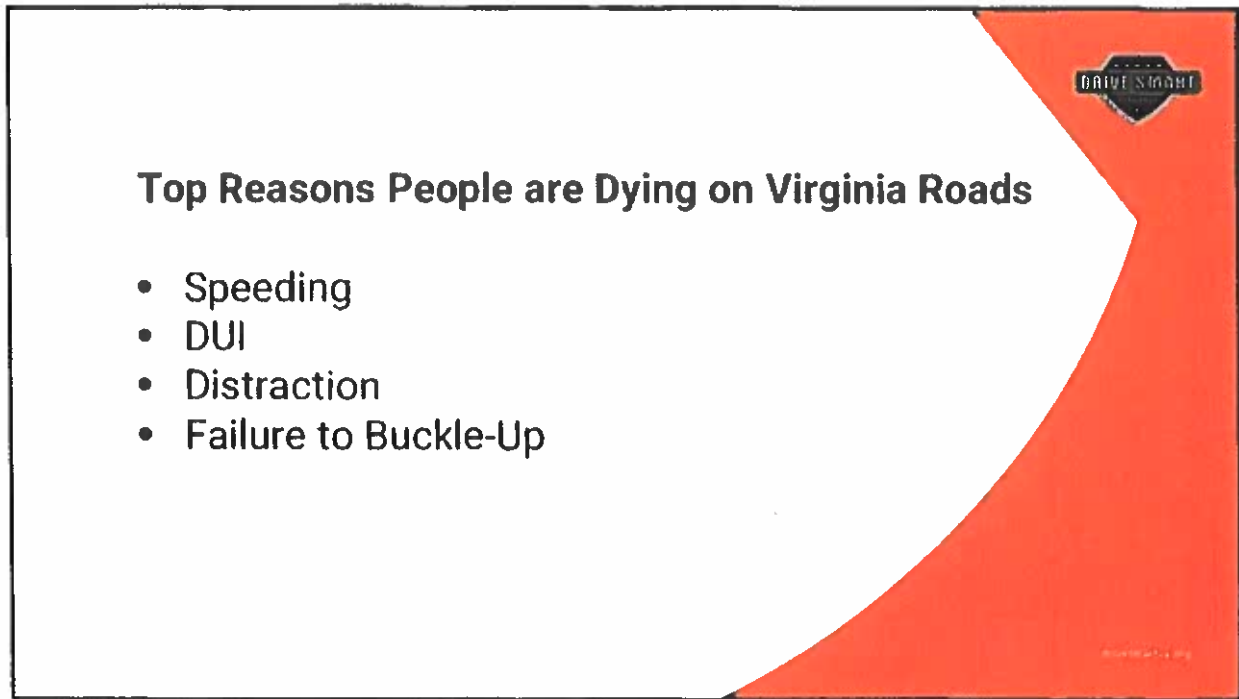 DRIVE SMART
Top Reasons People are Dying on Virginia Roads
• Speeding
• DUI
• Distraction
• Failure to Buckle-Up